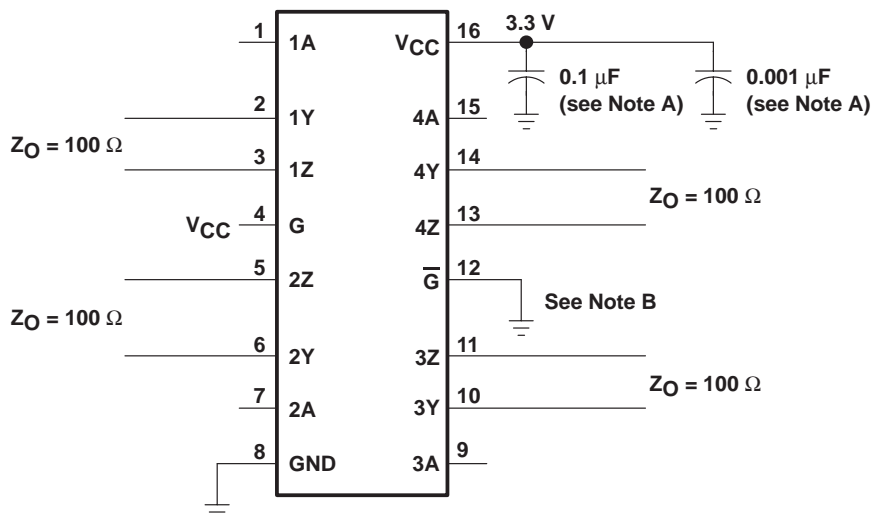 1
1A
VCC
16
3.3 V
0.1 μF
(see Note A)
0.001 μF
(see Note A)
2
1Y
4A
15
ZO = 100 Ω
3
1Z
4Y
14
ZO = 100 Ω
VCC
4
G
4Z
13
5
2Z
G̅
12
See Note B
ZO = 100 Ω
6
2Y
3Z
11
ZO = 100 Ω
7
2A
3Y
10
8
GND
3A
9